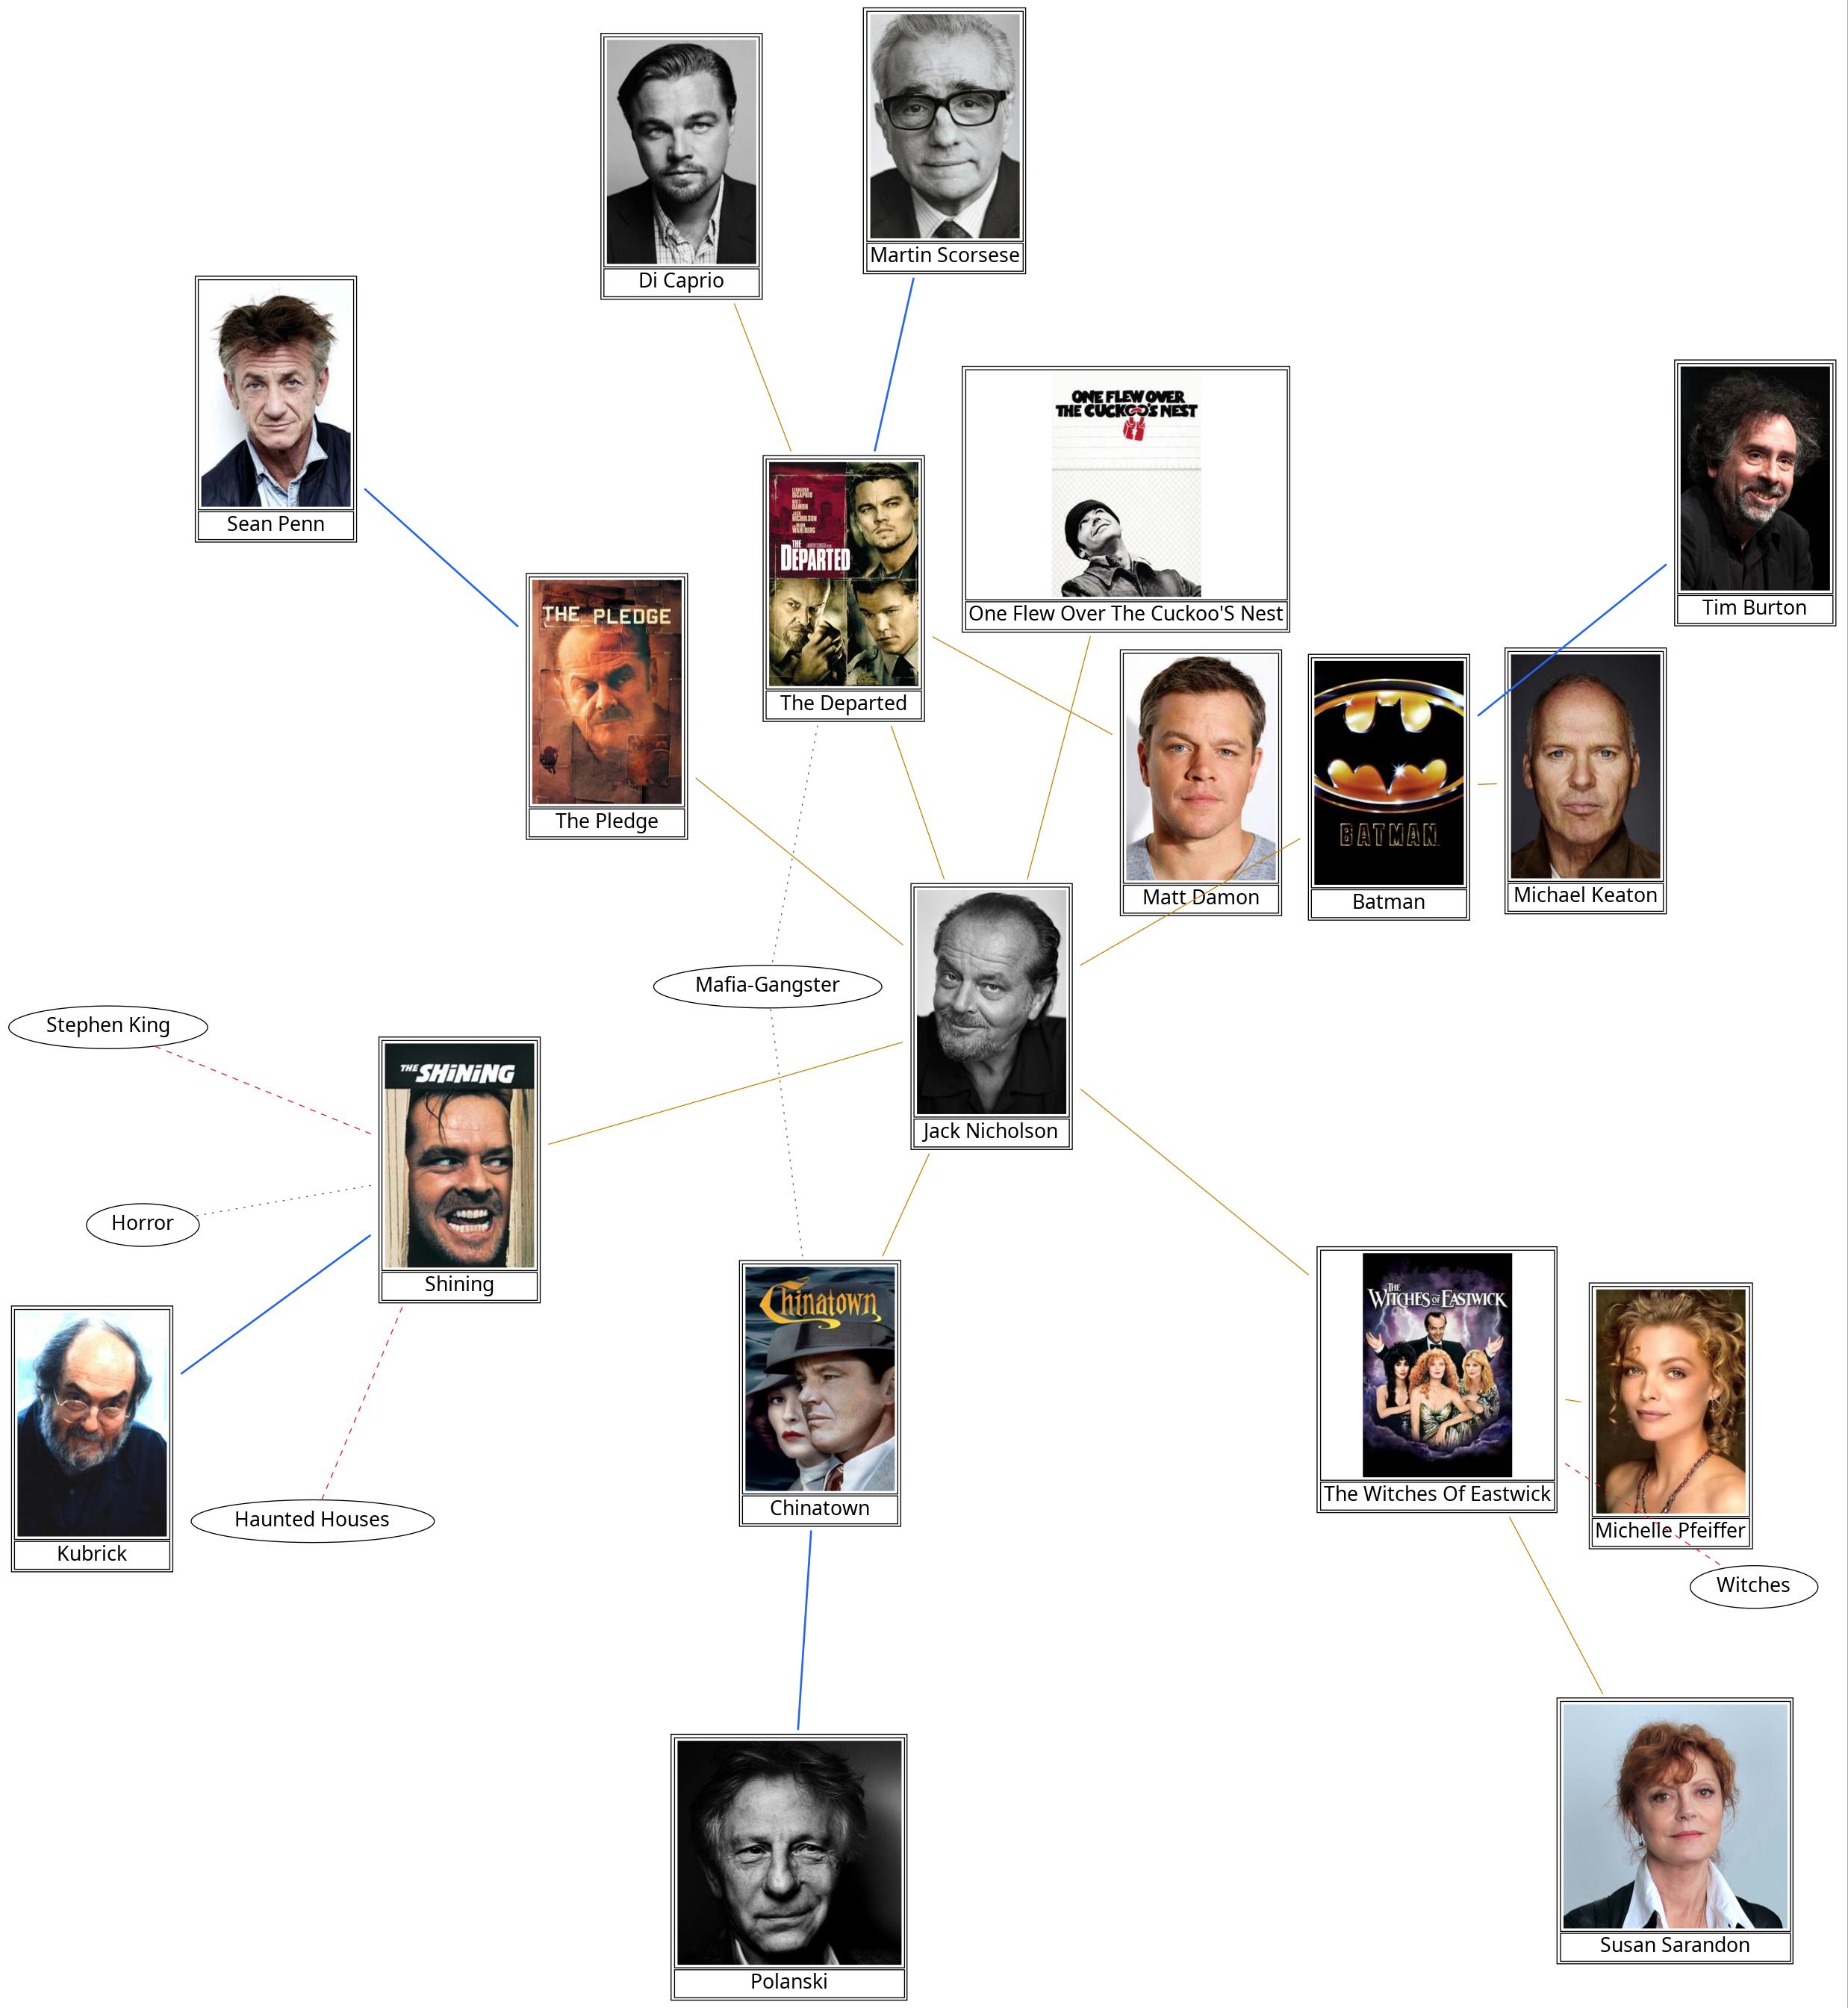 Martin Scorsese
Di Caprio
Sean Penn
ONE FLEW OVER
THE CUCKOO'S NEST
One Flew Over The Cuckoo'S Nest
Tim Burton
LEONARDO
DICAPRIO
MATT
DAMON
JACK
NICHOLSON
MARK
WAHLBERG
THE
DEPARTED
The Departed
THE PLEDGE
The Pledge
Matt Damon
BATMAN
Batman
Michael Keaton
Mafia-Gangster
Stephen King
Jack Nicholson
THE SHiNiNG
Shining
Horror
Kubrick
Haunted Houses
Chinatown
Chinatown
THE
WITCHES OF EASTWICK
The Witches Of Eastwick
Michelle Pfeiffer
Witches
Polanski
Susan Sarandon